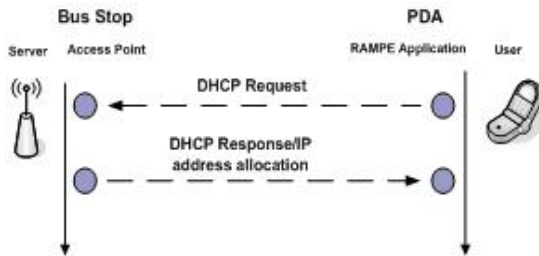 Bus Stop
PDA
Server
Access Point
RAMPE Application
User
DHCP Request
DHCP Response/IP
address allocation